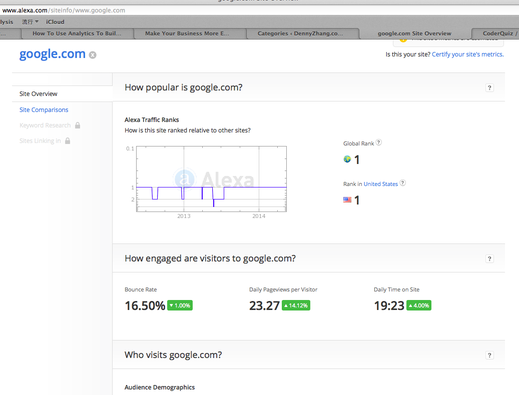 www.alexa.com/siteinfo/www.google.com
lysis 流行 iCloud
How To Use Analytics To Buil... Make Your Business More E... Categories ‹ DennyZhang.co... google.com Site Overview CoderQuiz /
google.com
Is this your site? Certify your site's metrics.
Site Overview
Site Comparisons
Keyword Research
Sites Linking In
How popular is google.com? ?
Alexa Traffic Ranks
How is this site ranked relative to other sites?
Global Rank ?
1
Rank in United States ?
1
0.1
1
2
Alexa
2013 2014
How engaged are visitors to google.com? ?
Bounce Rate Daily Pageviews per Visitor Daily Time on Site
16.50% 1.00% 23.27 14.12% 19:23 4.00%
Who visits google.com? ?
Audience Demographics